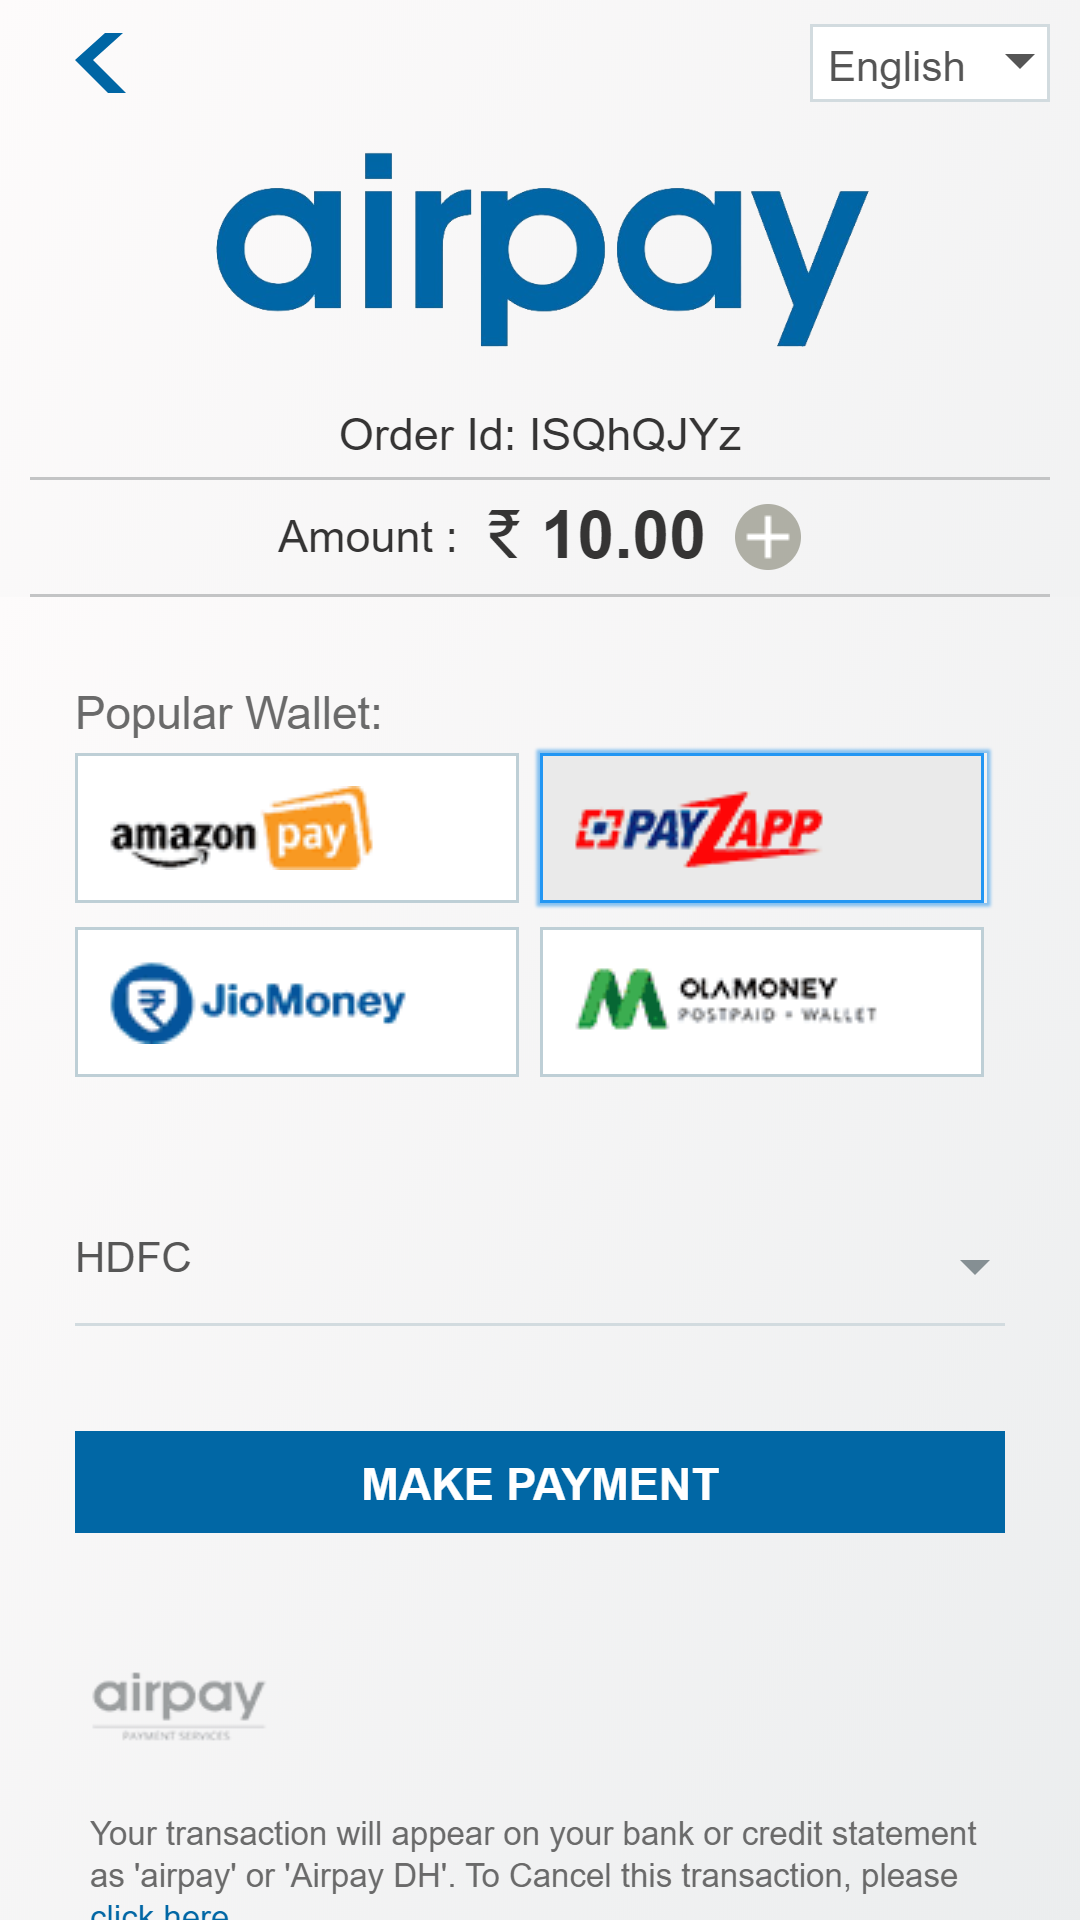 English
airpay
Order Id: ISQhQJYz
Amount : ₹ 10.00
Popular Wallet:
amazon pay
PAYZAPP
JioMoney
OLAMONEY
POSTPAID + WALLET
HDFC
MAKE PAYMENT
airpay
PAYMENT SERVICES
Your transaction will appear on your bank or credit statement
as 'airpay' or 'Airpay DH'. To Cancel this transaction, please
click here